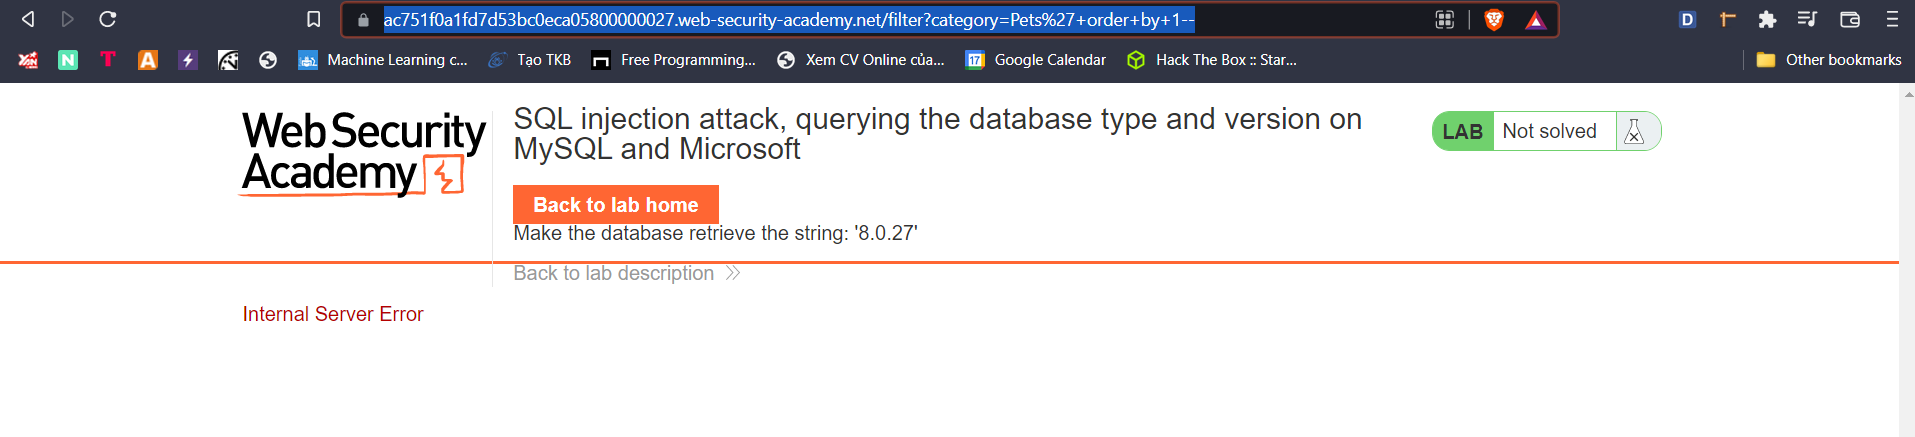 ac751f0a1fd7d53bc0eca05800000027.web-security-academy.net/filter?category=Pets%27+order+by+1--
Machine Learning c... Tạo TKB Free Programming... Xem CV Online của... 17 Google Calendar Hack The Box :: Star... Other bookmarks
Web Security
Academy
SQL injection attack, querying the database type and version on
MySQL and Microsoft
LAB Not solved
Back to lab home
Make the database retrieve the string: '8.0.27'
Back to lab description
Internal Server Error